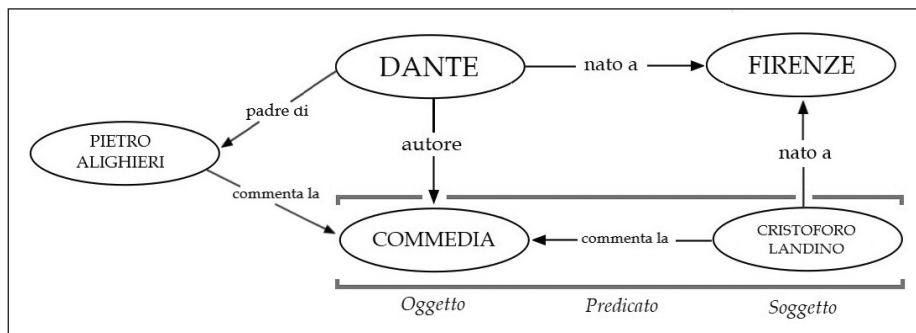 DANTE
nato a
FIRENZE
padre di
PIETRO
ALIGHIERI
autore
nato a
commenta la
COMMEDIA
commenta la
CRISTOFORO
LANDINO
Oggetto
Predicato
Soggetto